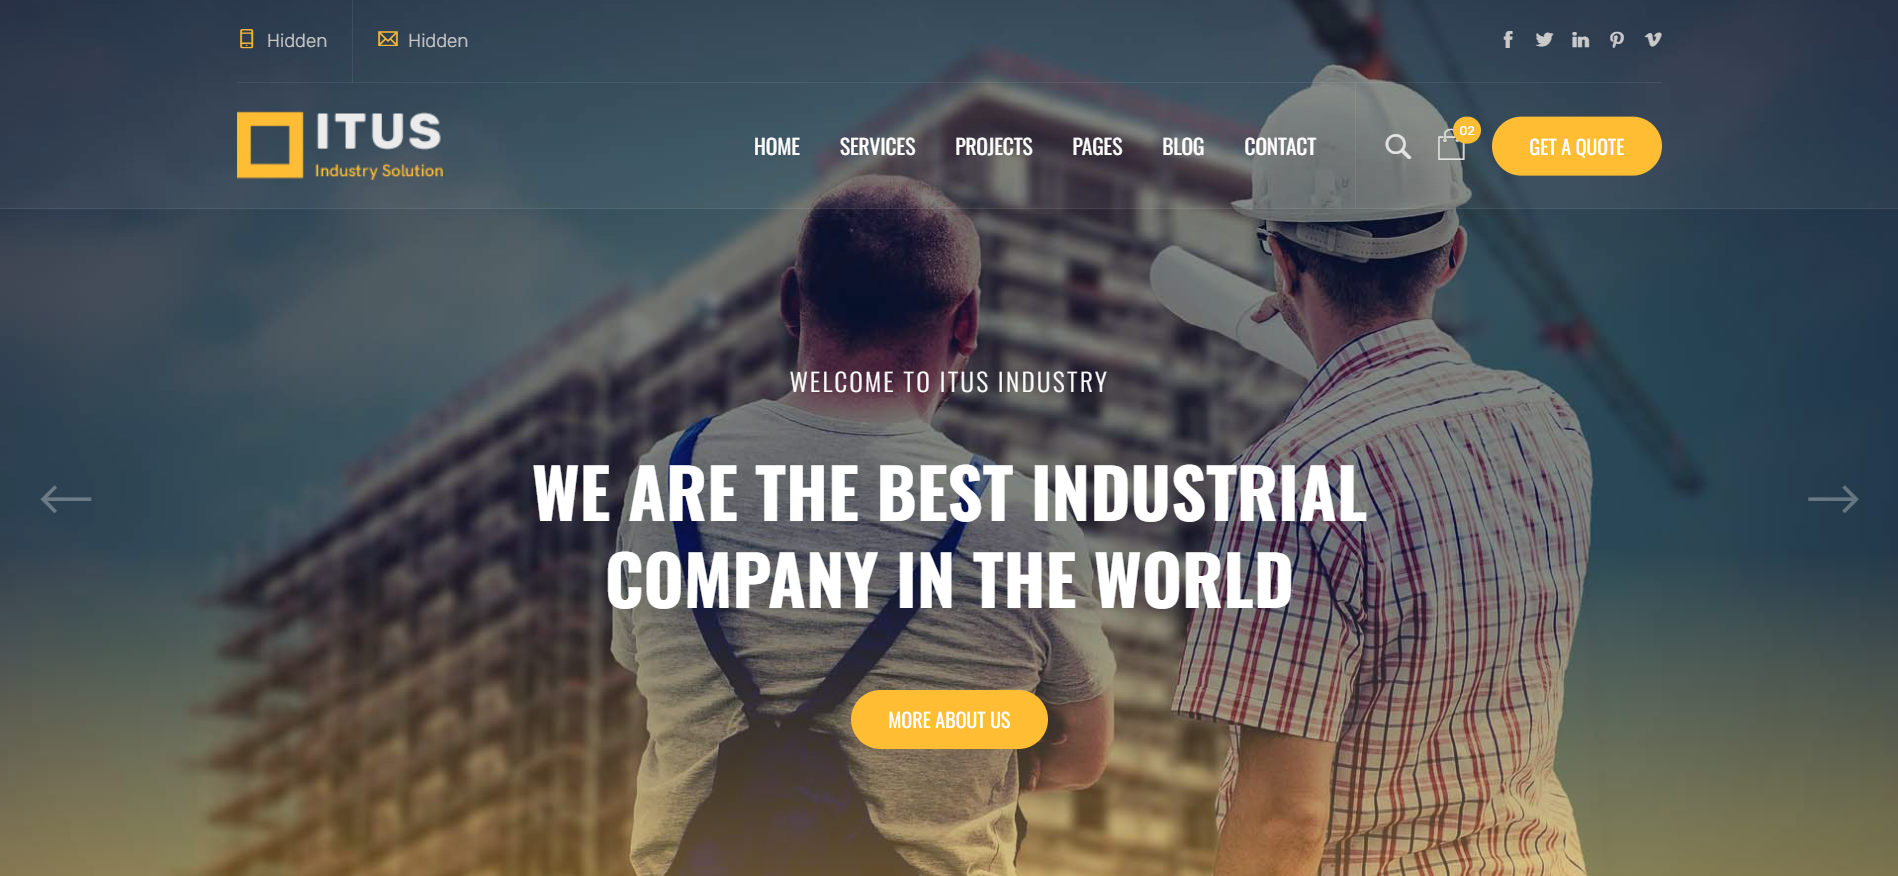 Hidden
Hidden
ITUS
Industry Solution
HOME
SERVICES
PROJECTS
PAGES
BLOG
CONTACT
02
GET A QUOTE
WELCOME TO ITUS INDUSTRY
WE ARE THE BEST INDUSTRIAL
COMPANY IN THE WORLD
MORE ABOUT US